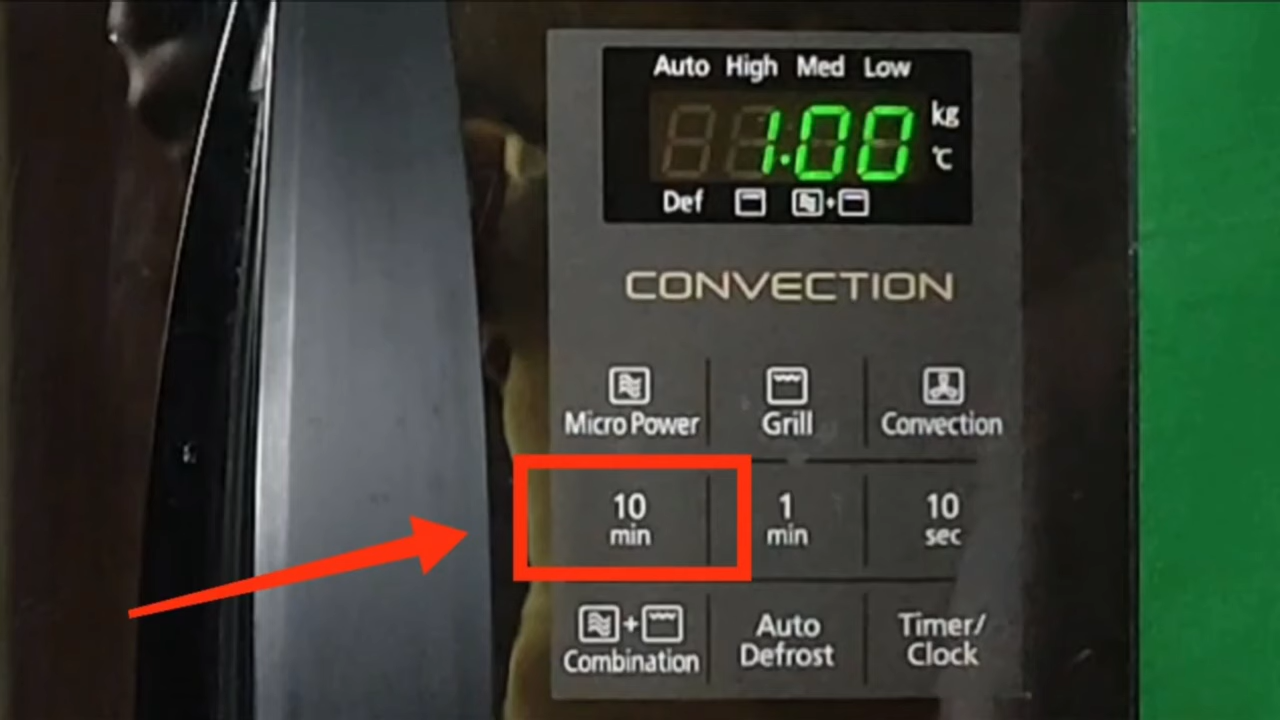 Auto High Med Low
1.00 kg
℃
Def
CONVECTION
Micro Power Grill Convection
10 min 1 min 10 sec
Combination Auto Defrost Timer/Clock